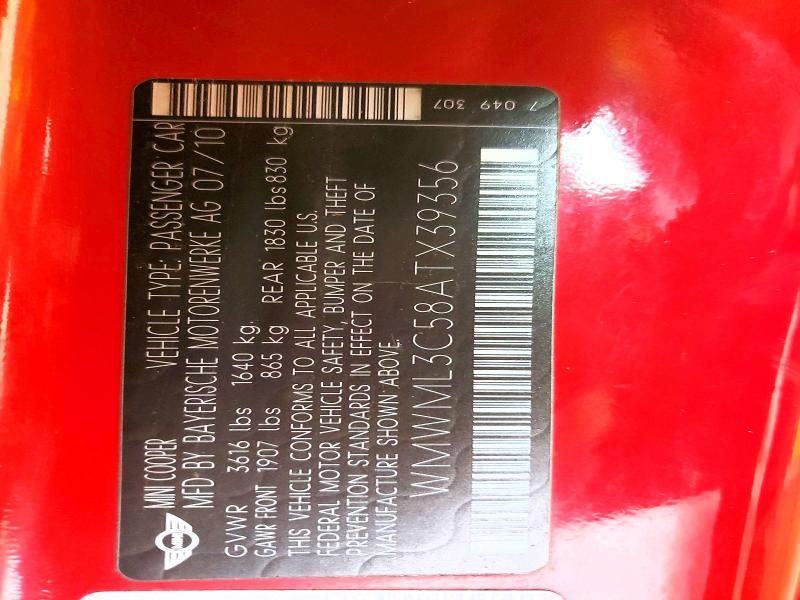 MINI COOPER VEHICLE TYPE: PASSENGER CAR
MFD BY BAYERISCHE MOTORENWERKE AG 07/10
GVWR 3616 lbs 1640 kg.
GAWR FRONT 1907 lbs 865 kg REAR 1830 lbs 830 kg
THIS VEHICLE CONFORMS TO ALL APPLICABLE U.S.
FEDERAL MOTOR VEHICLE SAFETY, BUMPER AND THEFT
PREVENTION STANDARDS IN EFFECT ON THE DATE OF
MANUFACTURE SHOWN ABOVE.
WMWML3C58ATX39356
7 049 307